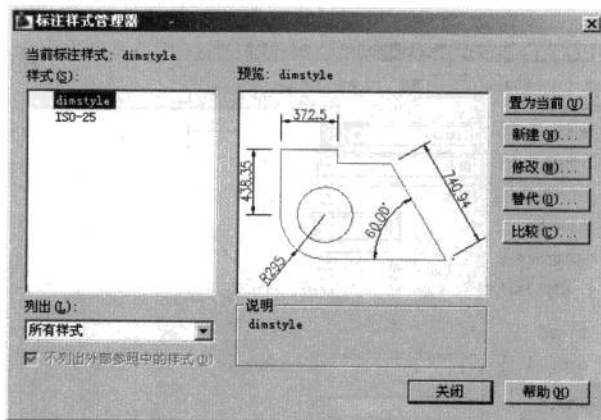 标注样式管理器
当前标注样式: dimstyle
样式(S):
dimstyle
ISO-25
预览: dimstyle
372.5
438.35
740.94
60.00°
R295
置为当前(U)
新建(N)...
修改(M)...
替代(O)...
比较(C)...
列出(L):
所有样式
不列出外部参照中的样式(D)
说明
dimstyle
关闭
帮助(H)